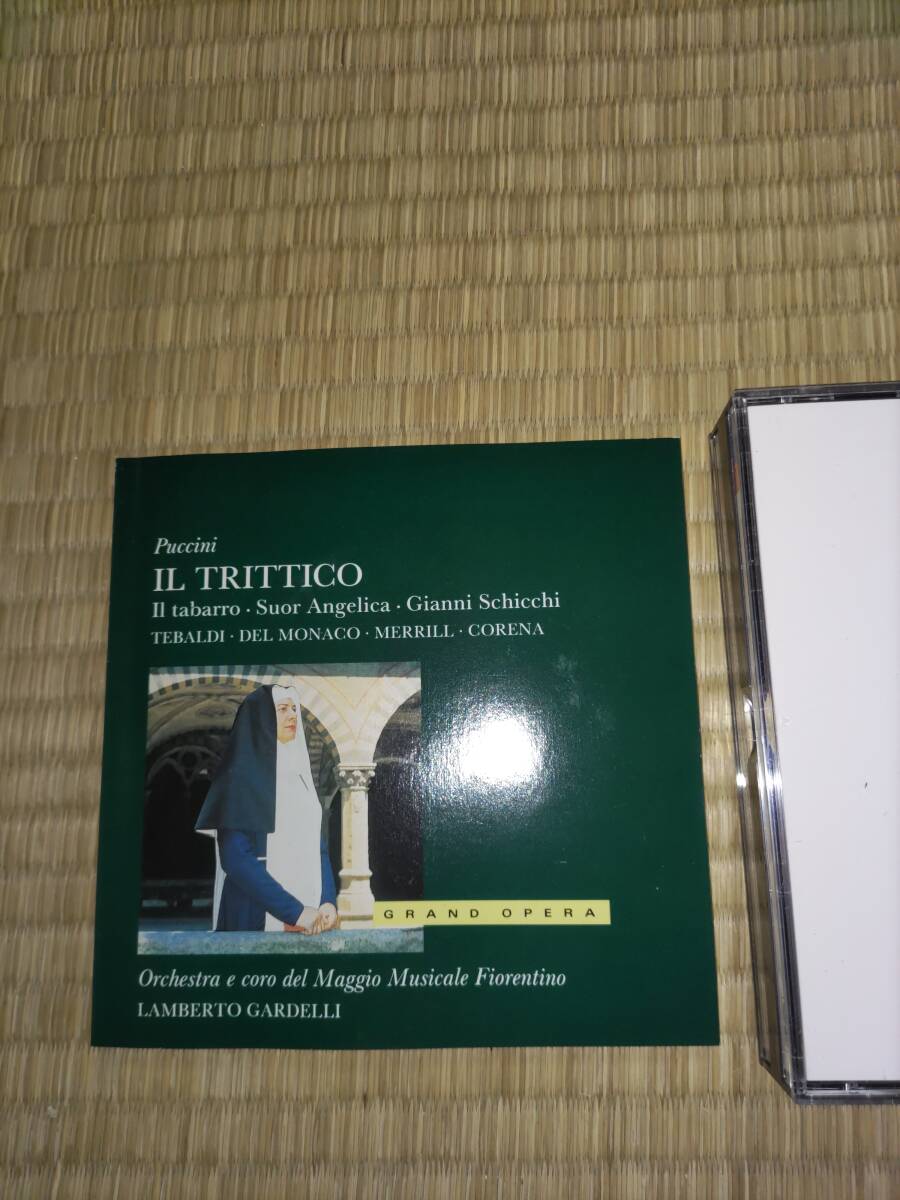 Puccini
IL TRITTICO
Il tabarro · Suor Angelica · Gianni Schicchi
TEBALDI · DEL MONACO · MERRILL · CORENA
GRAND OPERA
Orchestra e coro del Maggio Musicale Fiorentino
LAMBERTO GARDELLI